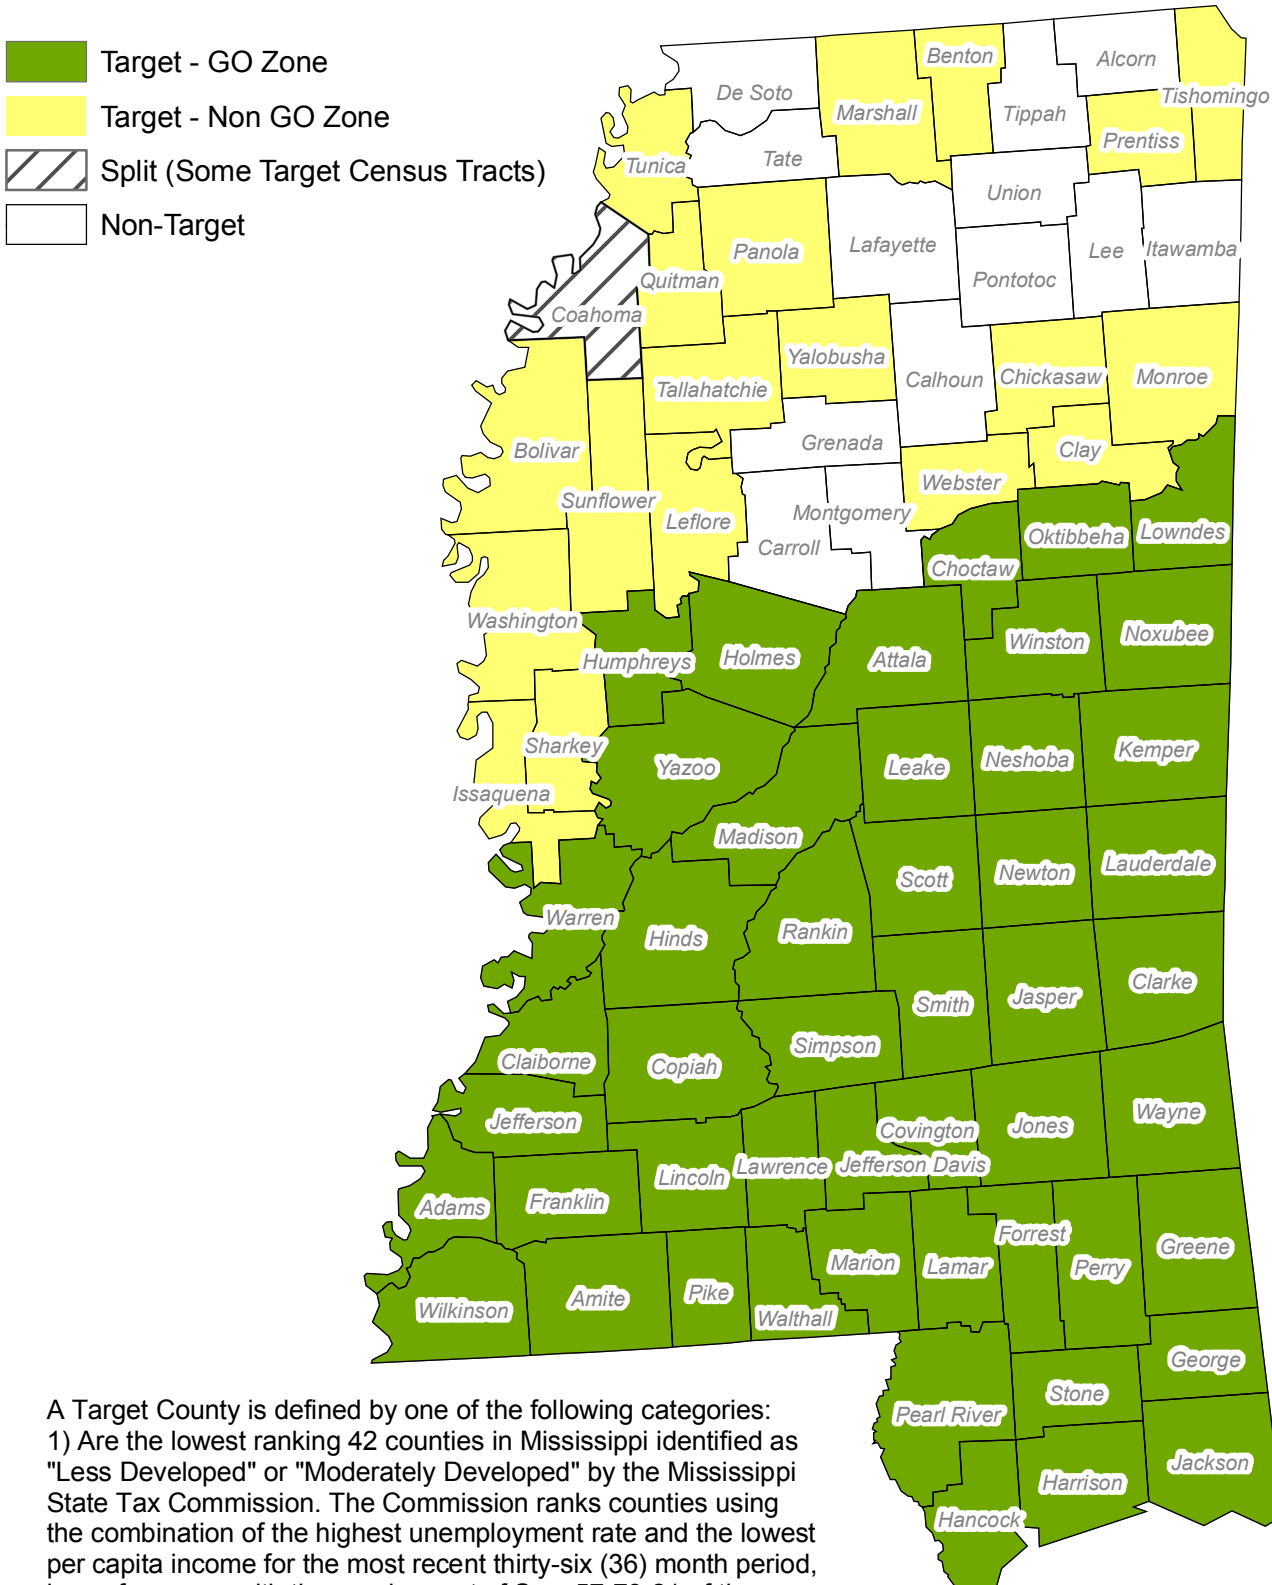 Target - GO Zone
Target - Non GO Zone
Split (Some Target Census Tracts)
Non-Target
Benton
Alcorn
De Soto
Tishomingo
Marshall
Tippah
Prentiss
Tate
Tunica
Union
Lafayette
Panola
Lee
Itawamba
Quitman
Pontotoc
Coahoma
Yalobusha
Calhoun
Chickasaw
Monroe
Tallahatchie
Grenada
Bolivar
Clay
Webster
Sunflower
Montgomery
Leflore
Oktibbeha
Lowndes
Carroll
Choctaw
Washington
Winston
Noxubee
Humphreys
Holmes
Attala
Sharkey
Yazoo
Leake
Neshoba
Kemper
Issaquena
Madison
Scott
Newton
Lauderdale
Warren
Hinds
Rankin
Clarke
Smith
Jasper
Simpson
Claiborne
Copiah
Jefferson
Covington
Jones
Wayne
Lawrence
Jefferson Davis
Lincoln
Adams
Franklin
Forrest
Greene
Marion
Lamar
Perry
Wilkinson
Amite
Pike
Walthall
George
Stone
Pearl River
Jackson
Harrison
Hancock
A Target County is defined by one of the following categories:
1) Are the lowest ranking 42 counties in Mississippi identified as
"Less Developed" or "Moderately Developed" by the Mississippi
State Tax Commission. The Commission ranks counties using
the combination of the highest unemployment rate and the lowest
per capita income for the most recent thirty-six (36) month period,